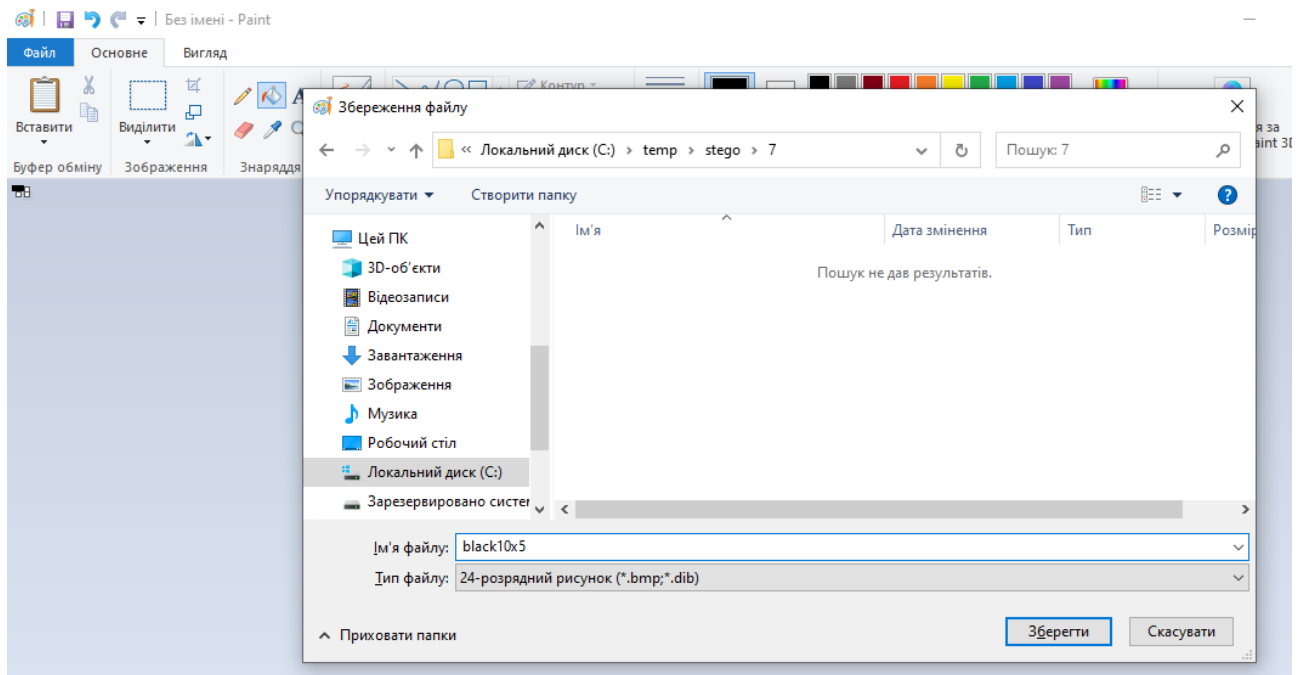 Без імені - Paint
Файл Основне Вигляд
Контур
Вставити Виділити
Буфер обміну Зображення Знаряддя
я за
aint 3D
Збереження файлу
« Локальний диск (C:) › temp › stego › 7 Пошук: 7
Упорядкувати Створити папку
Ім'я Дата змінення Тип Розмір
Пошук не дав результатів.
Цей ПК
3D-об'єкти
Відеозаписи
Документи
Завантаження
Зображення
Музика
Робочий стіл
Локальний диск (C:)
Зарезервировано систем
Ім'я файлу: black10x5
Тип файлу: 24-розрядний рисунок (*.bmp;*.dib)
Приховати папки Зберегти Скасувати